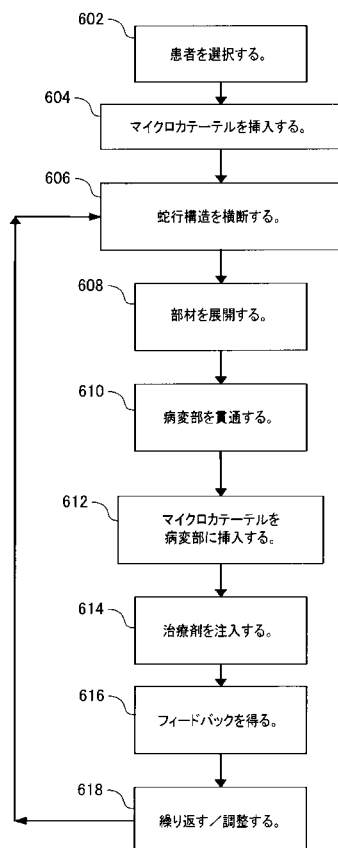 602
患者を選択する。
604
マイクロカテーテルを挿入する。
606
蛇行構造を横断する。
608
部材を展開する。
610
病変部を貫通する。
612
マイクロカテーテルを
病変部に挿入する。
614
治療剤を注入する。
616
フィードバックを得る。
618
繰り返す/調整する。